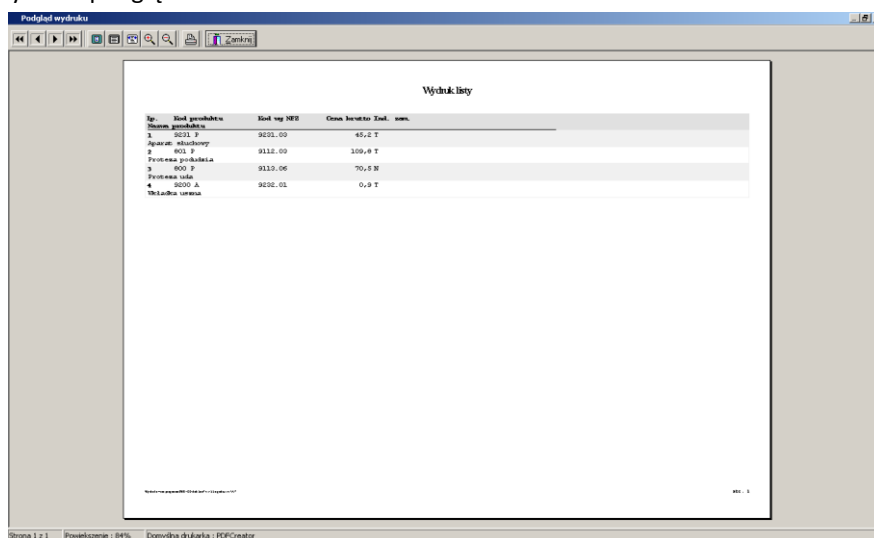 Podgląd wydruku
Zamknij
Wydruk listy
Lp. Kod produktu Kod wg NFZ Cena brutto Ind. zam.
Nazwa produktu
1 9231 P 9231.00 45,2 T
Aparat słuchowy
2 801 P 9112.00 109,8 T
Proteza podudzia
3 800 P 9113.06 70,5 N
Proteza uda
4 9200 A 9232.01 0,9 T
Wkładka uszna
str. 1
Strona 1 z 1 Powiększenie : 84% Domyślna drukarka : PDFCreator